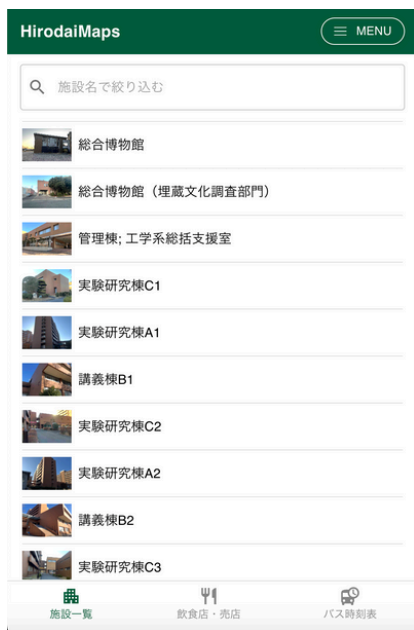 HirodaiMaps
MENU
施設名で絞り込む
総合博物館
総合博物館（埋蔵文化調査部門）
管理棟; 工学系総括支援室
実験研究棟C1
実験研究棟A1
講義棟B1
実験研究棟C2
実験研究棟A2
講義棟B2
実験研究棟C3
施設一覧
飲食店・売店
バス時刻表